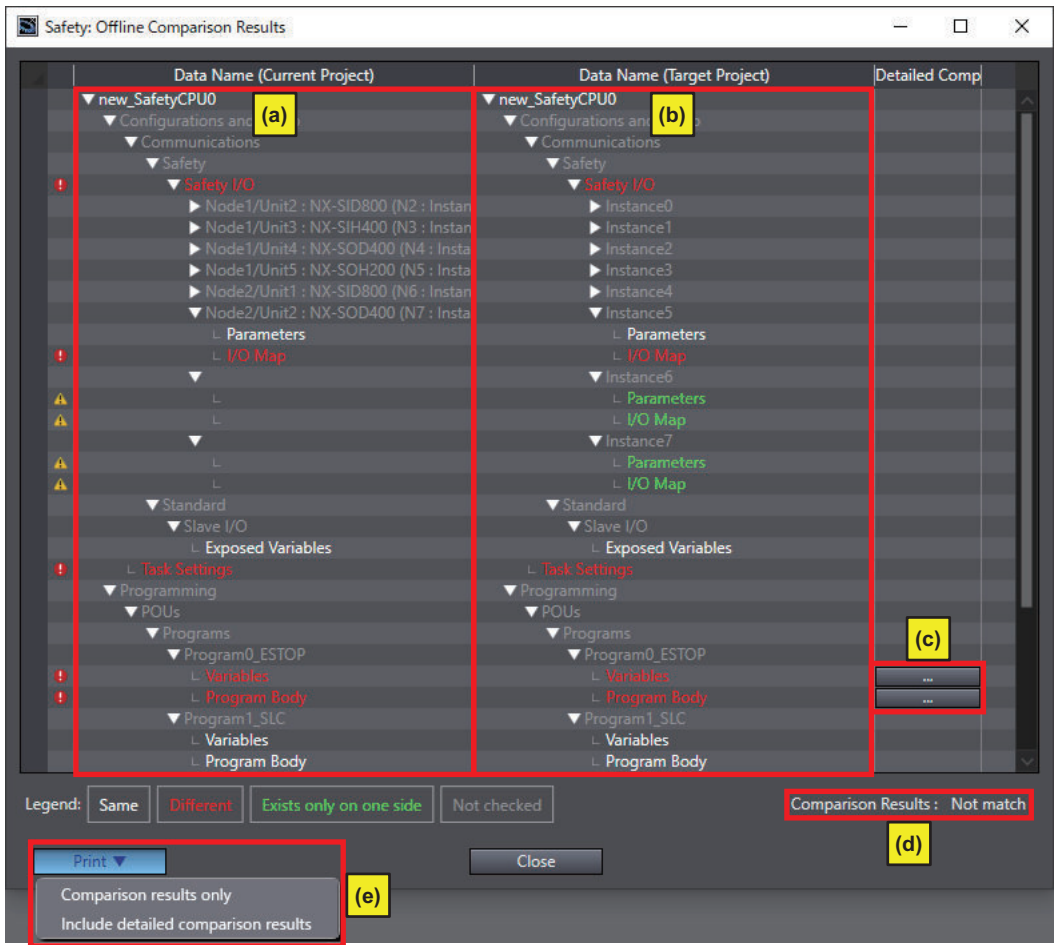 Safety: Offline Comparison Results
Data Name (Current Project) Data Name (Target Project) Detailed Comp
▼ new_SafetyCPU0 (a) ▼ new_SafetyCPU0 (b)
▼ Configurations and ▼ Configurations and
▼ Communications ▼ Communications
▼ Safety ▼ Safety
▼ Safety I/O ▼ Safety I/O
▶ Node1/Unit2 : NX-SID800 (N2 : Instan ▶ Instance0
▶ Node1/Unit3 : NX-SIH400 (N3 : Instan ▶ Instance1
▶ Node1/Unit4 : NX-SOD400 (N4 : Insta ▶ Instance2
▶ Node1/Unit5 : NX-SOH200 (N5 : Insta ▶ Instance3
▶ Node2/Unit1 : NX-SID800 (N6 : Instan ▶ Instance4
▼ Node2/Unit2 : NX-SOD400 (N7 : Insta ▼ Instance5
Parameters Parameters
I/O Map I/O Map
▼ ▼ Instance6
Parameters
I/O Map
▼ ▼ Instance7
Parameters
I/O Map
▼ Standard ▼ Standard
▼ Slave I/O ▼ Slave I/O
Exposed Variables Exposed Variables
Task Settings Task Settings
▼ Programming ▼ Programming
▼ POUs ▼ POUs
▼ Programs ▼ Programs (c)
▼ Program0_ESTOP ▼ Program0_ESTOP
Variables Variables ...
Program Body Program Body ...
▼ Program1_SLC ▼ Program1_SLC
Variables Variables
Program Body Program Body
Legend: Same Different Exists only on one side Not checked Comparison Results : Not match
(d)
Print ▼ Close
Comparison results only (e)
Include detailed comparison results